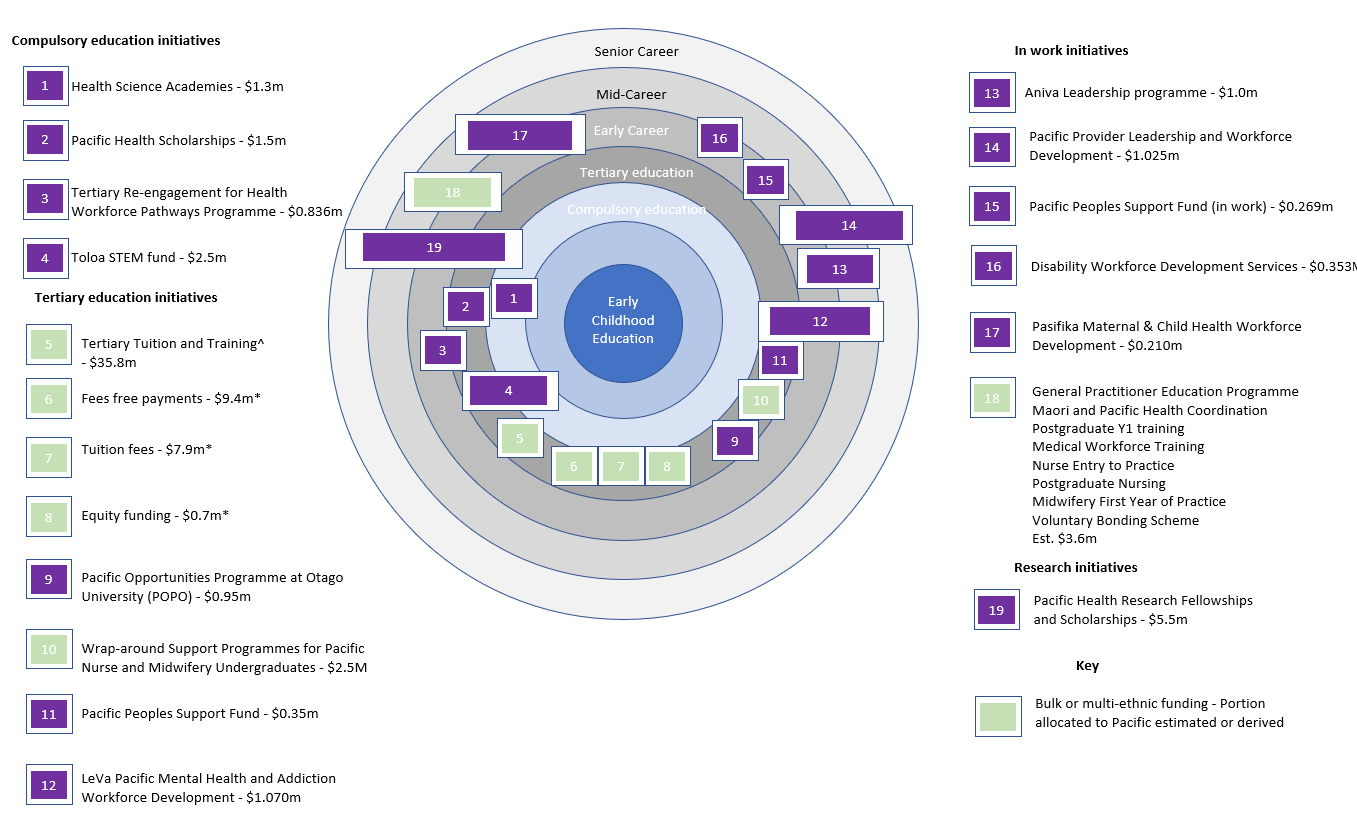 Compulsory education initiatives
1
Health Science Academies - $1.3m
2
Pacific Health Scholarships - $1.5m
3
Tertiary Re-engagement for Health
Workforce Pathways Programme - $0.836m
4
Toloa STEM fund - $2.5m
Tertiary education initiatives
5
Tertiary Tuition and Training^
- $35.8m
6
Fees free payments - $9.4m*
7
Tuition fees - $7.9m*
8
Equity funding - $0.7m*
9
Pacific Opportunities Programme at Otago
University (POPO) - $0.95m
10
Wrap-around Support Programmes for Pacific
Nurse and Midwifery Undergraduates - $2.5M
11
Pacific Peoples Support Fund - $0.35m
12
LeVa Pacific Mental Health and Addiction
Workforce Development - $1.070m
Senior Career
Mid-Career
Early Career
Tertiary education
Compulsory education
Early
Childhood
Education
17
16
18
15
19
14
13
1
2
12
3
11
4
10
5
9
6
7
8
In work initiatives
13
Aniva Leadership programme - $1.0m
14
Pacific Provider Leadership and Workforce
Development - $1.025m
15
Pacific Peoples Support Fund (in work) - $0.269m
16
Disability Workforce Development Services - $0.353M
17
Pasifika Maternal & Child Health Workforce
Development - $0.210m
18
General Practitioner Education Programme
Maori and Pacific Health Coordination
Postgraduate Y1 training
Medical Workforce Training
Nurse Entry to Practice
Postgraduate Nursing
Midwifery First Year of Practice
Voluntary Bonding Scheme
Est. $3.6m
Research initiatives
19
Pacific Health Research Fellowships
and Scholarships - $5.5m
Key
Bulk or multi-ethnic funding - Portion
allocated to Pacific estimated or derived